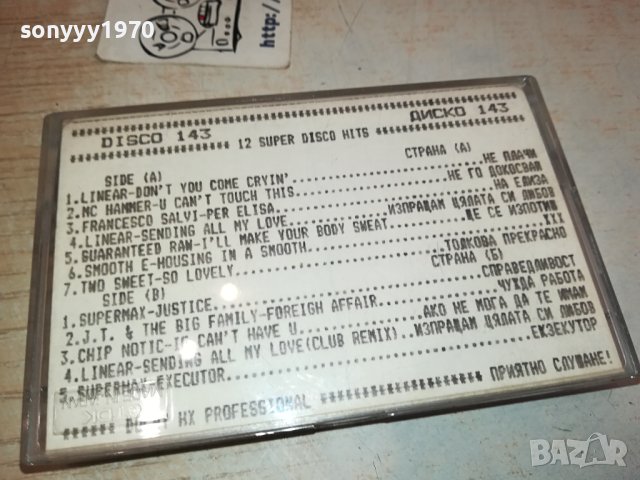 sonyyy1970
http:/
DISCO 143 ДИСКО 143
12 SUPER DISCO HITS
SIDE (A) СТРАНА (А)
1.LINEAR-DON'T YOU COME CRYIN' НЕ ПЛАЧИ
2.MC HAMMER-U CAN'T TOUCH THIS НЕ ГО ДОКОСВАЙ
3.FRANCESCO SALVI-PER ELISA НА ЕЛИЗА
4.LINEAR-SENDING ALL MY LOVE ИЗПРАЩАМ ЦЯЛАТА СИ ЛЮБОВ
5.GUARANTEED RAW-I'LL MAKE YOUR BODY SWEAT ЩЕ СЕ ИЗПОТИШ
6.SMOOTH E-HOUSING IN A SMOOTH XXX
7.TWO SWEET-SO LOVELY ТОЛКОВА ПРЕКРАСНО
SIDE (B) СТРАНА (Б)
1.SUPERMAX-JUSTICE СПРАВЕДЛИВОСТ
2.J.T. & THE BIG FAMILY-FOREIGH AFFAIR ЧУЖДА РАБОТА
3.CHIP NOTIC-IF CAN'T HAVE U АКО НЕ МОГА ДА ТЕ ИМАМ
4.LINEAR-SENDING ALL MY LOVE(CLUB REMIX) ИЗПРАЩАМ ЦЯЛАТА СИ ЛЮБОВ
5.SUPERMAX-EXECUTOR ЕКЗЕКУТОР
HX PROFESSIONAL ПРИЯТНО СЛУШАНЕ!
BAZAR
bg